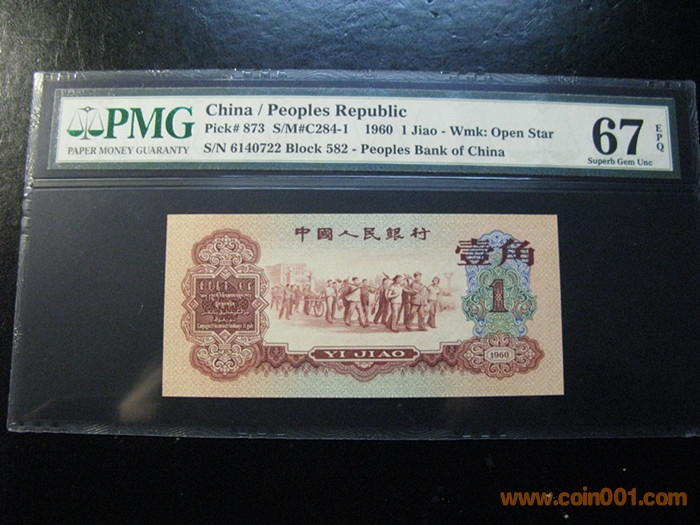 PMG
PAPER MONEY GUARANTY
China / Peoples Republic
Pick# 873 S/M#C284-1 1960 1 Jiao - Wmk: Open Star
S/N 6140722 Block 582 - Peoples Bank of China
67
EPQ
Superb Gem Unc
中國人民銀行
壹角
1
YI JIAO
1960
www.coin001.com